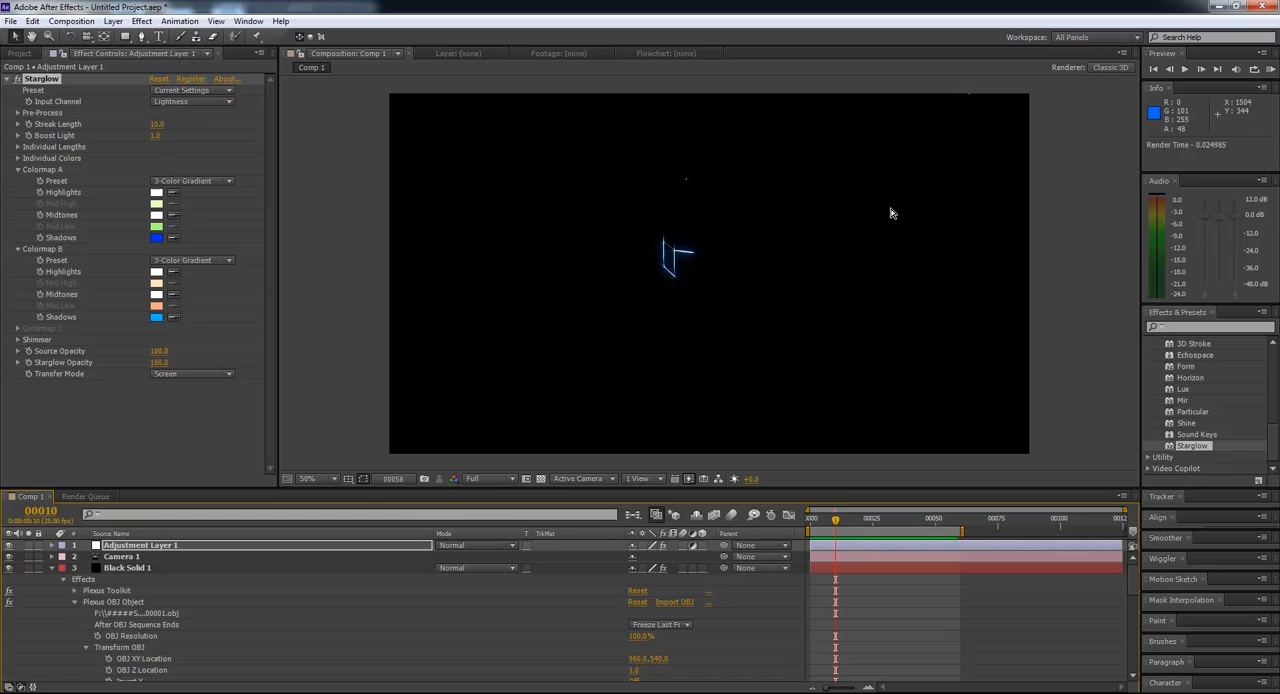 Adobe After Effects - Untitled Project.aep *
File Edit Composition Layer Effect Animation View Window Help
Workspace: All Panels Search Help
Project Effect Controls: Adjustment Layer 1
Composition: Comp 1 Layer: (none) Footage: (none) Flowchart: (none)
Preview
Comp 1 • Adjustment Layer 1
Comp 1
Renderer: Classic 3D
Starglow Reset Register About...
Preset Current Settings
Input Channel Lightness
Pre-Process
Streak Length 10.0
Boost Light 1.0
Individual Lengths
Individual Colors
Colormap A
Preset 3-Color Gradient
Highlights
Mid High
Midtones
Mid Low
Shadows
Colormap B
Preset 3-Color Gradient
Highlights
Mid High
Midtones
Mid Low
Shadows
Colormap C
Shimmer
Source Opacity 100.0
Starglow Opacity 100.0
Transfer Mode Screen
50% 00058 Full Active Camera 1 View +0.0
Info
R : 0
G : 101
B : 255
A : 48
X : 1504
Y : 344
Render Time - 0.024985
Audio
0.0
-3.0
-6.0
-9.0
-12.0
-15.0
-18.0
-21.0
-24.0
12.0 dB
0.0 dB
-12.0
-24.0
-36.0
-48.0 dB
Effects & Presets
3D Stroke
Echospace
Form
Horizon
Lux
Mir
Particular
Shine
Sound Keys
Starglow
Utility
Video Copilot
Tracker
Align
Smoother
Wiggler
Motion Sketch
Mask Interpolation
Paint
Brushes
Paragraph
Character
Comp 1 Render Queue
00010
0:00:00:10 (25.00 fps)
# Source Name Mode T TrkMat Parent
0000 00025 00050 00100 0012
1 Adjustment Layer 1 Normal None
2 Camera 1 None
3 Black Solid 1 Normal None
Effects
Plexus Toolkit Reset ...
Plexus OBJ Object Reset Import OBJ ...
F:\\#####S...00001.obj
After OBJ Sequence Ends Freeze Last Fr
OBJ Resolution 100.0%
Transform OBJ
OBJ XY Location 960.0,540.0
OBJ Z Location 1.0
Invert X Off